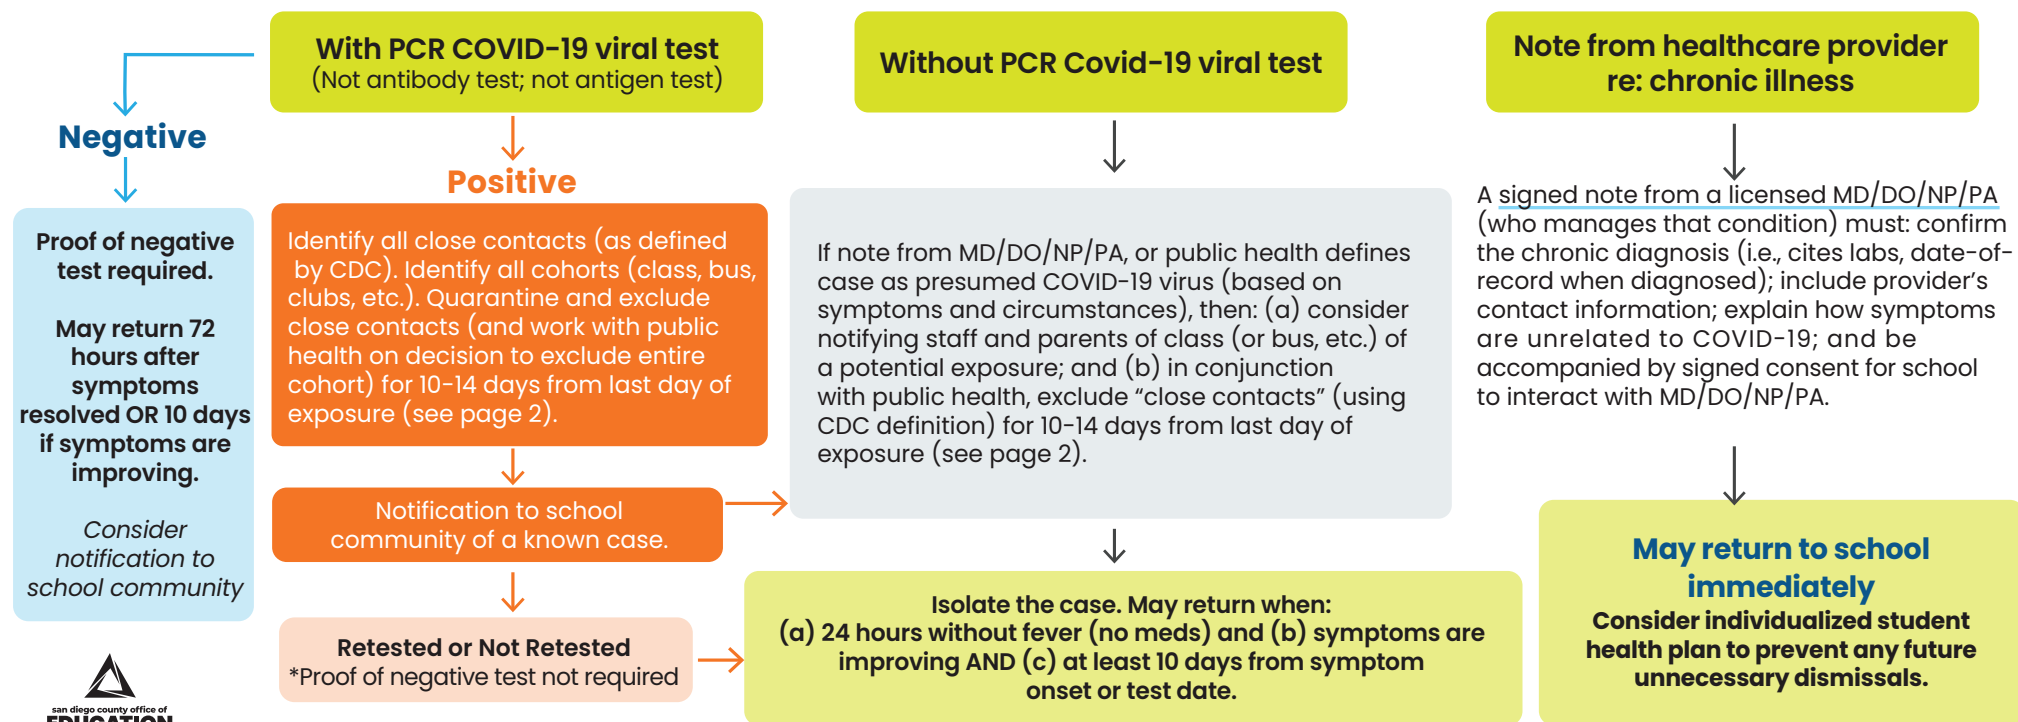 With PCR COVID-19 viral test
(Not antibody test; not antigen test)
Negative
Proof of negative
test required.
May return 72
hours after
symptoms
resolved OR 10 days
if symptoms are
improving.
Consider
notification to
school community
Positive
Identify all close contacts (as defined
by CDC). Identify all cohorts (class, bus,
clubs, etc.). Quarantine and exclude
close contacts (and work with public
health on decision to exclude entire
cohort) for 10-14 days from last day of
exposure (see page 2).
Notification to school
community of a known case.
Retested or Not Retested
*Proof of negative test not required
Without PCR Covid-19 viral test
If note from MD/DO/NP/PA, or public health defines
case as presumed COVID-19 virus (based on
symptoms and circumstances), then: (a) consider
notifying staff and parents of class (or bus, etc.) of
a potential exposure; and (b) in conjunction
with public health, exclude “close contacts” (using
CDC definition) for 10-14 days from last day of
exposure (see page 2).
Isolate the case. May return when:
(a) 24 hours without fever (no meds) and (b) symptoms are
improving AND (c) at least 10 days from symptom
onset or test date.
Note from healthcare provider
re: chronic illness
A signed note from a licensed MD/DO/NP/PA
(who manages that condition) must: confirm
the chronic diagnosis (i.e., cites labs, date-of-
record when diagnosed); include provider’s
contact information; explain how symptoms
are unrelated to COVID-19; and be
accompanied by signed consent for school
to interact with MD/DO/NP/PA.
May return to school
immediately
Consider individualized student
health plan to prevent any future
unnecessary dismissals.
san diego county office of
EDUCATION